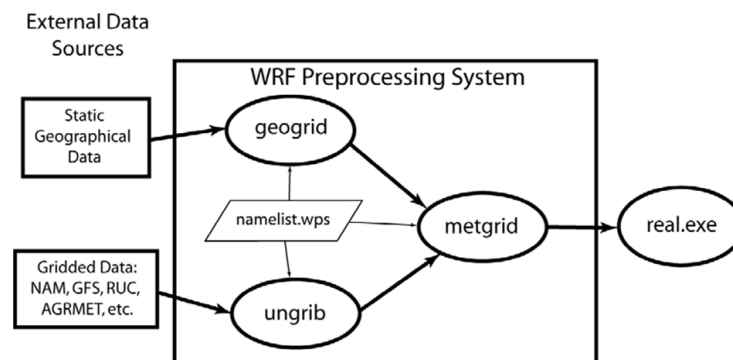 External Data
Sources
WRF Preprocessing System
Static
Geographical
Data
geogrid
namelist.wps
metgrid
real.exe
Gridded Data:
NAM, GFS, RUC,
AGRMET, etc.
ungrib